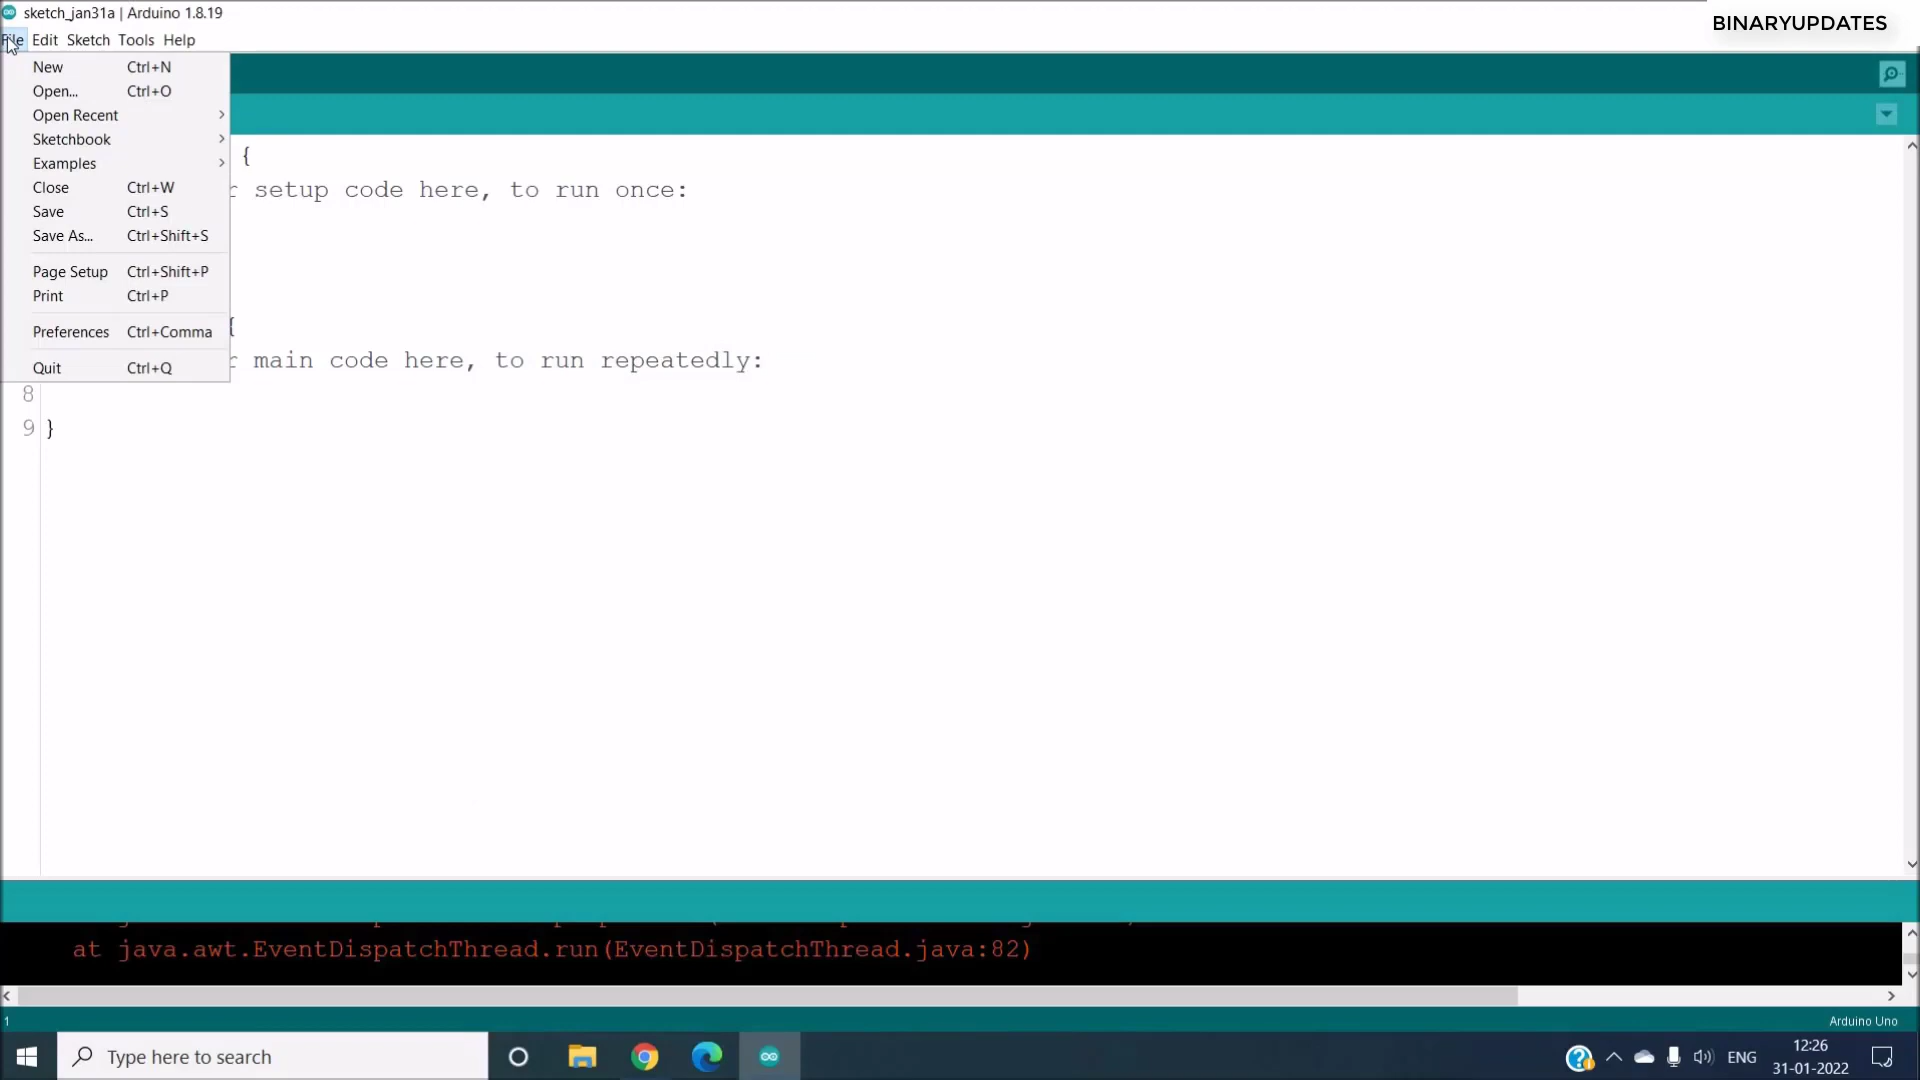 sketch_jan31a | Arduino 1.8.19
BINARYUPDATES
File Edit Sketch Tools Help
New Ctrl+N
Open... Ctrl+O
Open Recent
Sketchbook
Examples
Close Ctrl+W
Save Ctrl+S
Save As... Ctrl+Shift+S
Page Setup Ctrl+Shift+P
Print Ctrl+P
Preferences Ctrl+Comma
Quit Ctrl+Q
{
setup code here, to run once:
{
main code here, to run repeatedly:
8
9 }
at java.awt.EventDispatchThread.run(EventDispatchThread.java:82)
1
Arduino Uno
Type here to search
ENG
12:26
31-01-2022